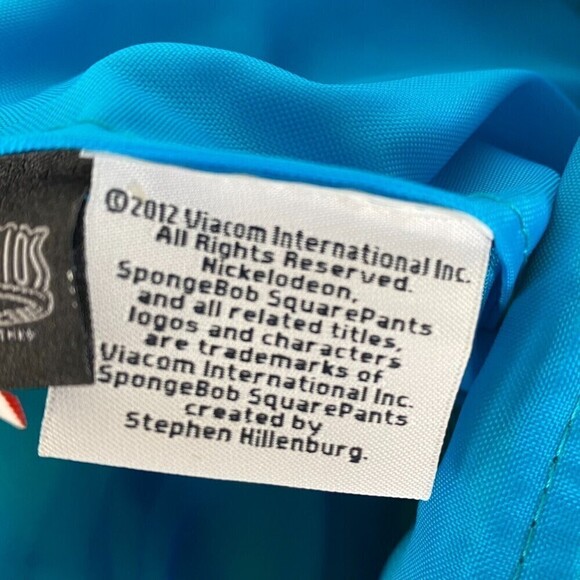 ©2012 Viacom International Inc.
All Rights Reserved.
Nickelodeon,
SpongeBob SquarePants
and all related titles,
logos and characters
are trademarks of
Viacom International Inc.
SpongeBob SquarePants
created by
Stephen Hillenburg.